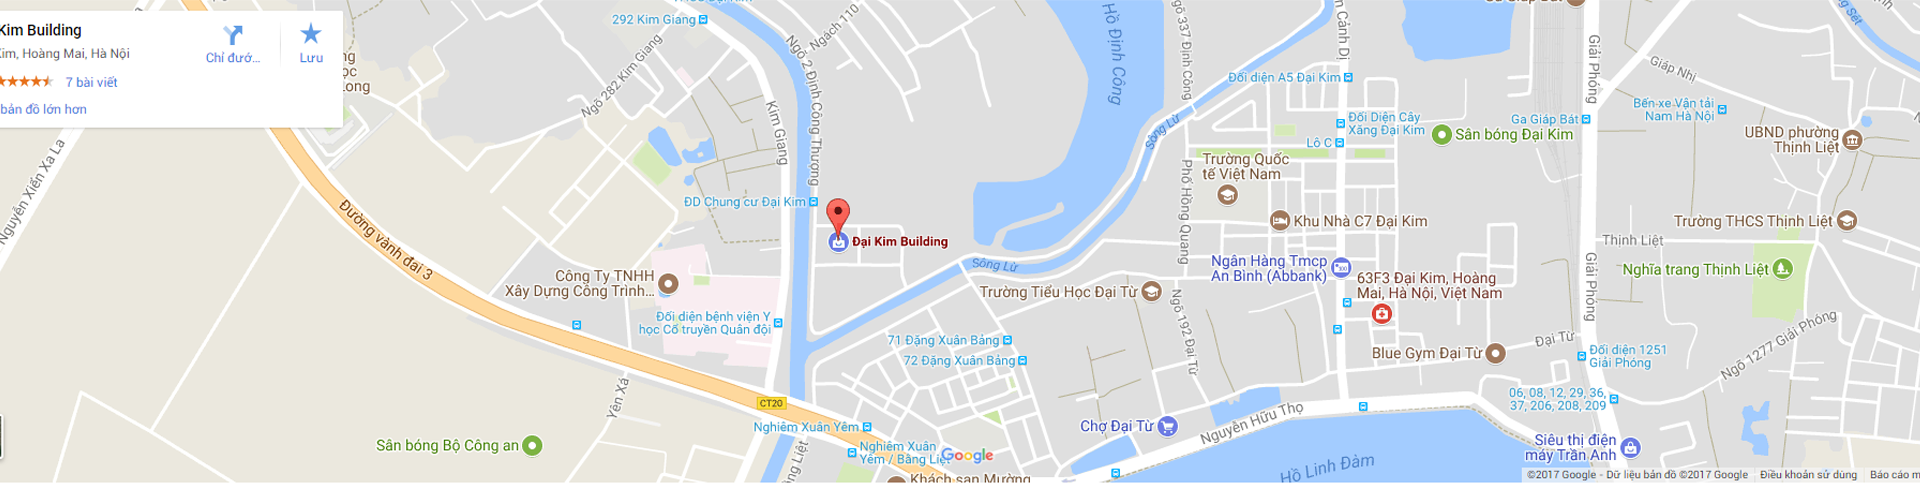 Kim Building
Kim, Hoàng Mai, Hà Nội
7 bài viết
bản đồ lớn hơn
Chỉ đướ...
Lưu
292 Kim Giang
Ngách 110
Ngõ 2 Định Công Thượng
Ngõ 282 Kim Giang
Kim Giang
Hồ Định Công
Ngõ 337 Định Công
Cảnh Dị
Giải Phóng
Giáp Nhị
Đối diện A5 Đại Kim
Bến xe Vận tải
Nam Hà Nội
Đối Diện Cây
Xăng Đại Kim
Ga Giáp Bát
Sân bóng Đại Kim
UBND phường
Thịnh Liệt
Lô C
Sông Lừ
Nguyễn Xiển Xa La
Trường Quốc
tế Việt Nam
Phố Hồng Quang
ĐD Chung cư Đại Kim
Đường vành đai 3
Đại Kim Building
Khu Nhà C7 Đại Kim
Trường THCS Thịnh Liệt
Thịnh Liệt
Sông Lừ
Ngân Hàng Tmcp
An Bình (Abbank)
Nghĩa trang Thịnh Liệt
Công Ty TNHH
Xây Dựng Công Trình...
Trường Tiểu Học Đại Từ
63F3 Đại Kim, Hoàng
Mai, Hà Nội, Việt Nam
Giải Phóng
Đối diện bệnh viện Y
học Cổ truyền Quân đội
Ngõ 192 Đại Từ
71 Đặng Xuân Bảng
72 Đặng Xuân Bảng
Blue Gym Đại Từ
Đại Từ
Đối diện 1251
Giải Phóng
Ngõ 1277 Giải Phóng
Yên Xá
CT20
06, 08, 12, 29, 36,
37, 206, 208, 209
Nguyễn Hữu Thọ
Chợ Đại Từ
Nghiêm Xuân Yêm
Sân bóng Bộ Công an
Nghiêm Xuân
Yêm / Bằng Liệt
Google
Siêu thị điện
máy Trần Anh
Hồ Linh Đàm
Khách sạn Mường
©2017 Google - Dữ liệu bản đồ ©2017 Google
Điều khoản sử dụng
Báo cáo